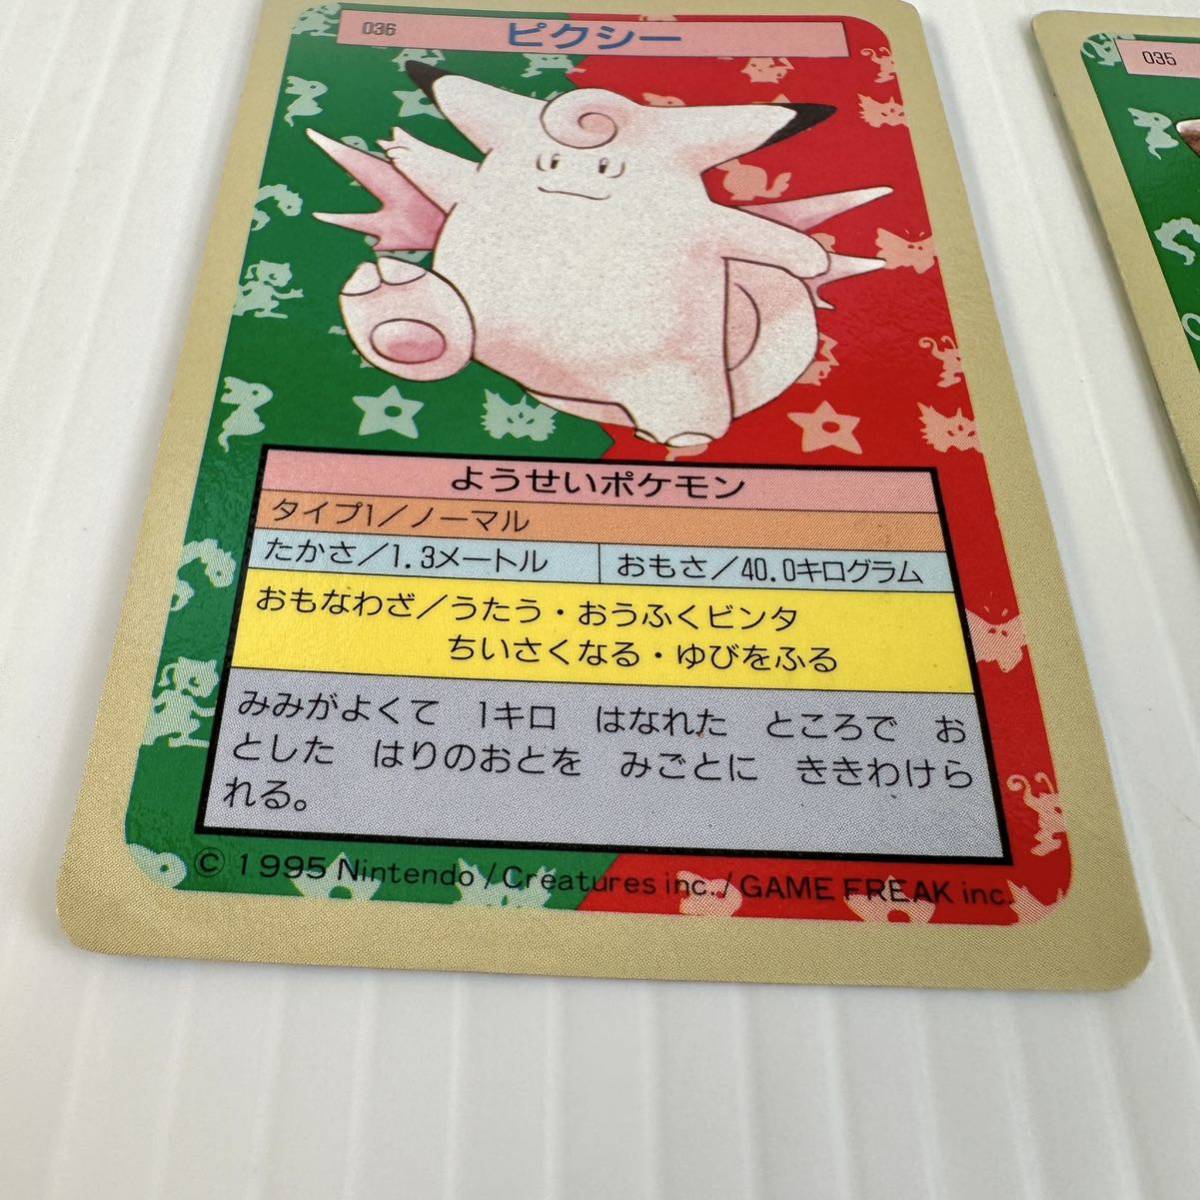 036 ピクシー
035
ようせいポケモン
タイプ1/ノーマル
たかさ/1.3メートル おもさ/40.0キログラム
おもなわざ/うたう・おうふくビンタ
ちいさくなる・ゆびをふる
みみがよくて 1キロ はなれた ところで お
とした はりのおとを みごとに ききわけら
れる。
© 1995 Nintendo/Creatures inc./GAME FREAK inc.